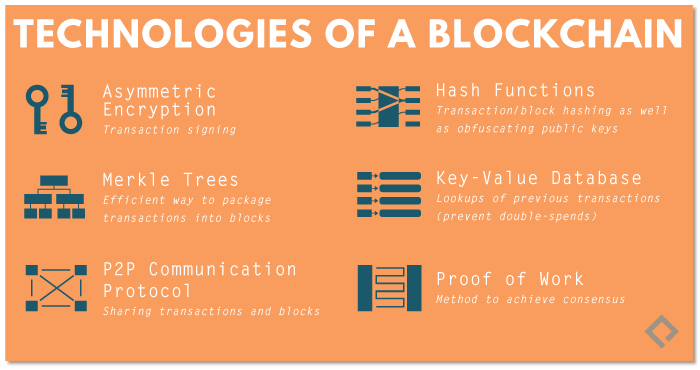 TECHNOLOGIES OF A BLOCKCHAIN
Asymmetric
Encryption
Transaction signing
Hash Functions
Transaction/block hashing as well
as obfuscating public keys
Merkle Trees
Efficient way to package
transactions into blocks
Key-Value Database
Lookups of previous transactions
(prevent double-spends)
P2P Communication
Protocol
Sharing transactions and blocks
Proof of Work
Method to achieve consensus